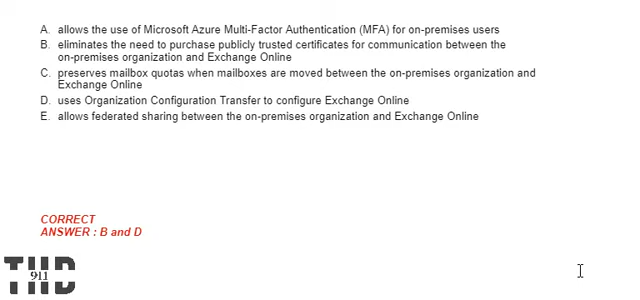 A. allows the use of Microsoft Azure Multi-Factor Authentication (MFA) for on-premises users
B. eliminates the need to purchase publicly trusted certificates for communication between the
on-premises organization and Exchange Online
C. preserves mailbox quotas when mailboxes are moved between the on-premises organization and
Exchange Online
D. uses Organization Configuration Transfer to configure Exchange Online
E. allows federated sharing between the on-premises organization and Exchange Online
CORRECT
ANSWER : B and D
THD
911